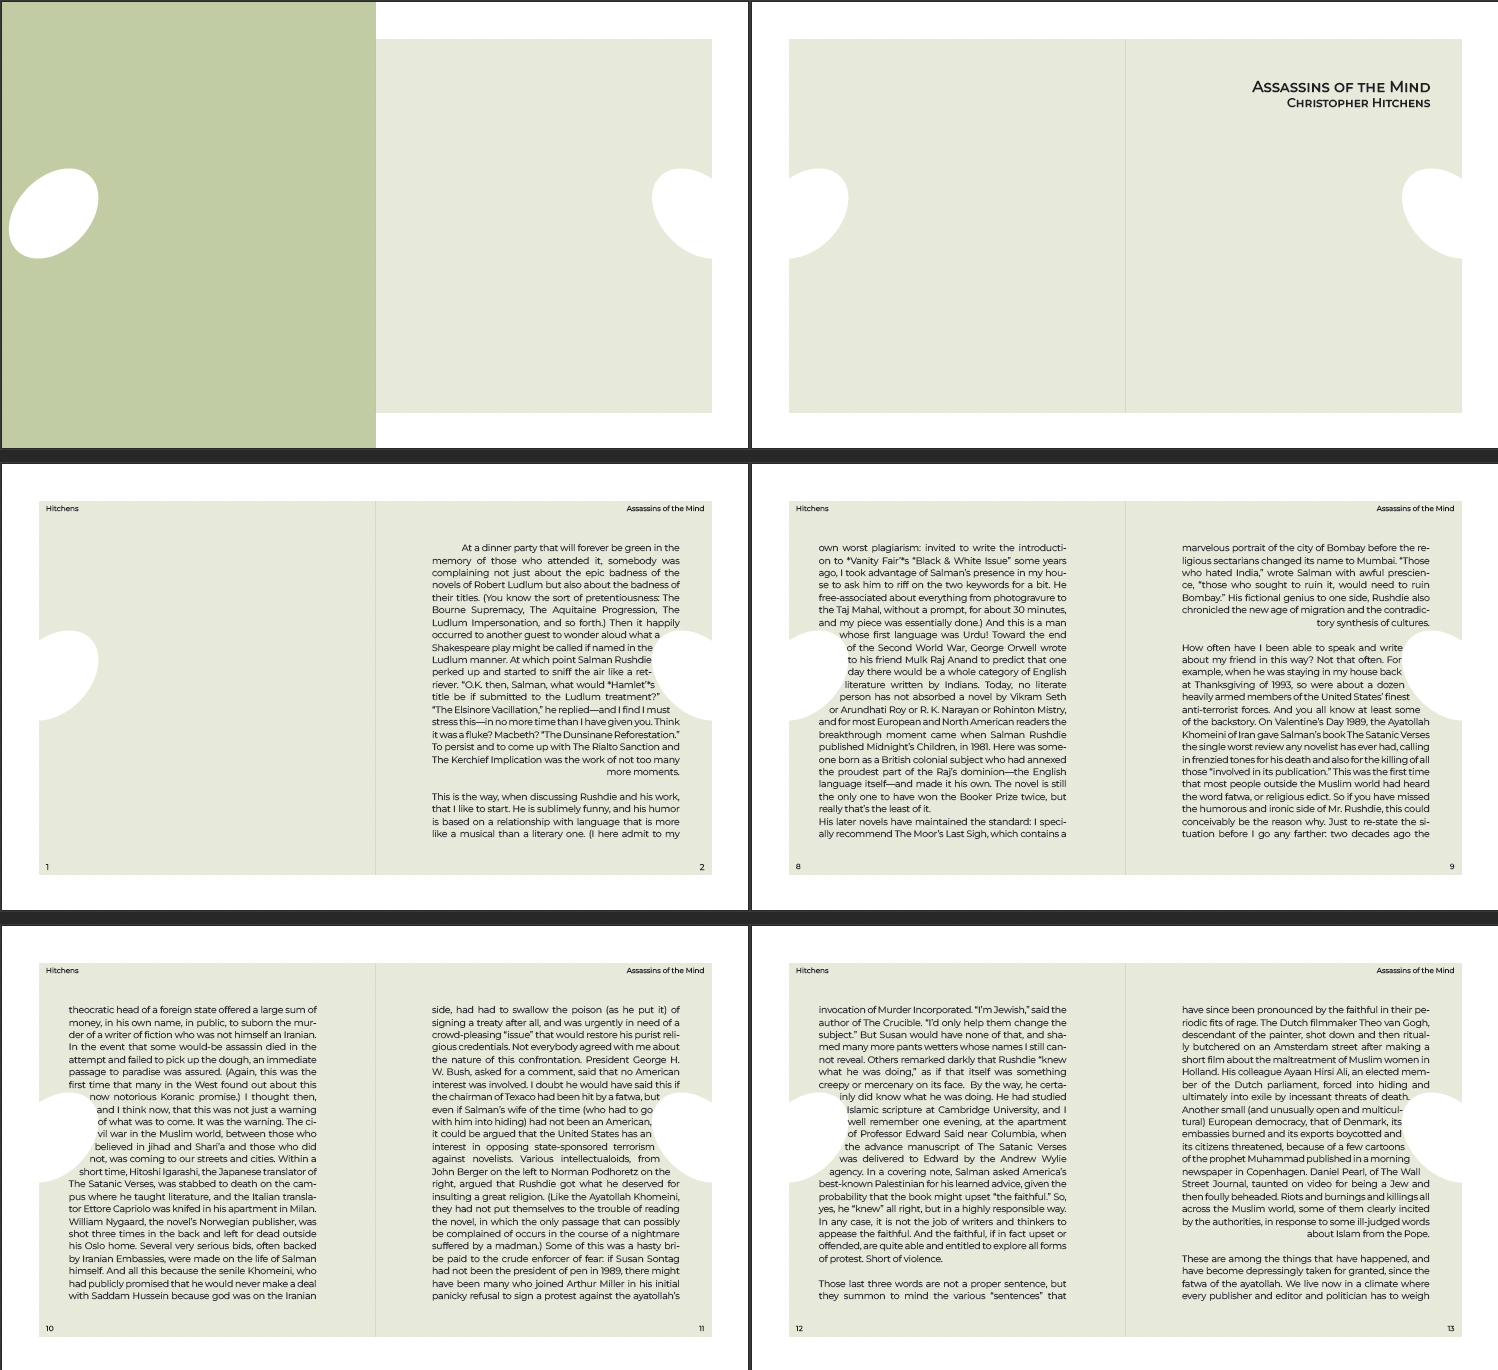 Assassins of the Mind
Christopher Hitchens
Hitchens
Assassins of the Mind
At a dinner party that will forever be green in the
memory of those who attended it, somebody was
complaining not just about the epic badness of the
novels of Robert Ludlum but also about the badness of
their titles. (You know the sort of pretentiousness: The
Bourne Supremacy, The Aquitaine Progression, The
Ludlum Impersonation, and so forth.) Then it happily
occurred to another guest to wonder aloud what a
Shakespeare play might be called if named in the
Ludlum manner. At which point Salman Rushdie
perked up and started to sniff the air like a ret-
riever. “O.K. then, Salman, what would *Hamlet’*s
title be if submitted to the Ludlum treatment?”
“The Elsinore Vacillation,” he replied—and I find I must
stress this—in no more time than I have given you. Think
it was a fluke? Macbeth? “The Dunsinane Reforestation.”
To persist and to come up with The Rialto Sanction and
The Kerchief Implication was the work of not too many
more moments.
This is the way, when discussing Rushdie and his work,
that I like to start. He is sublimely funny, and his humor
is based on a relationship with language that is more
like a musical than a literary one. (I here admit to my
1
2
Hitchens
Assassins of the Mind
own worst plagiarism: invited to write the introducti-
on to *Vanity Fair’*s “Black & White Issue” some years
ago, I took advantage of Salman’s presence in my hou-
se to ask him to riff on the two keywords for a bit. He
free-associated about everything from photogravure to
the Taj Mahal, without a prompt, for about 30 minutes,
and my piece was essentially done.) And this is a man
whose first language was Urdu! Toward the end
of the Second World War, George Orwell wrote
to his friend Mulk Raj Anand to predict that one
day there would be a whole category of English
literature written by Indians. Today, no literate
person has not absorbed a novel by Vikram Seth
or Arundhati Roy or R. K. Narayan or Rohinton Mistry,
and for most European and North American readers the
breakthrough moment came when Salman Rushdie
published Midnight’s Children, in 1981. Here was some-
one born as a British colonial subject who had annexed
the proudest part of the Raj’s dominion—the English
language itself—and made it his own. The novel is still
the only one to have won the Booker Prize twice, but
really that’s the least of it.
His later novels have maintained the standard: I speci-
ally recommend The Moor’s Last Sigh, which contains a
marvelous portrait of the city of Bombay before the re-
ligious sectarians changed its name to Mumbai. “Those
who hated India,” wrote Salman with awful prescien-
ce, “those who sought to ruin it, would need to ruin
Bombay.” His fictional genius to one side, Rushdie also
chronicled the new age of migration and the contradic-
tory synthesis of cultures.
How often have I been able to speak and write
about my friend in this way? Not that often. For
example, when he was staying in my house back
at Thanksgiving of 1993, so were about a dozen
heavily armed members of the United States’ finest
anti-terrorist forces. And you all know at least some
of the backstory. On Valentine’s Day 1989, the Ayatollah
Khomeini of Iran gave Salman’s book The Satanic Verses
the single worst review any novelist has ever had, calling
in frenzied tones for his death and also for the killing of all
those “involved in its publication.” This was the first time
that most people outside the Muslim world had heard
the word fatwa, or religious edict. So if you have missed
the humorous and ironic side of Mr. Rushdie, this could
conceivably be the reason why. Just to re-state the si-
tuation before I go any farther: two decades ago the
8
9
Hitchens
Assassins of the Mind
theocratic head of a foreign state offered a large sum of
money, in his own name, in public, to suborn the mur-
der of a writer of fiction who was not himself an Iranian.
In the event that some would-be assassin died in the
attempt and failed to pick up the dough, an immediate
passage to paradise was assured. (Again, this was the
first time that many in the West found out about this
now notorious Koranic promise.) I thought then,
and I think now, that this was not just a warning
of what was to come. It was the warning. The ci-
vil war in the Muslim world, between those who
believed in jihad and Shari’a and those who did
not, was coming to our streets and cities. Within a
short time, Hitoshi Igarashi, the Japanese translator of
The Satanic Verses, was stabbed to death on the cam-
pus where he taught literature, and the Italian transla-
tor Ettore Capriolo was knifed in his apartment in Milan.
William Nygaard, the novel’s Norwegian publisher, was
shot three times in the back and left for dead outside
his Oslo home. Several very serious bids, often backed
by Iranian Embassies, were made on the life of Salman
himself. And all this because the senile Khomeini, who
had publicly promised that he would never make a deal
with Saddam Hussein because god was on the Iranian
side, had had to swallow the poison (as he put it) of
signing a treaty after all, and was urgently in need of a
crowd-pleasing “issue” that would restore his purist reli-
gious credentials. Not everybody agreed with me about
the nature of this confrontation. President George H.
W. Bush, asked for a comment, said that no American
interest was involved. I doubt he would have said this if
the chairman of Texaco had been hit by a fatwa, but
even if Salman’s wife of the time (who had to go
with him into hiding) had not been an American,
it could be argued that the United States has an
interest in opposing state-sponsored terrorism
against novelists. Various intellectualoids, from
John Berger on the left to Norman Podhoretz on the
right, argued that Rushdie got what he deserved for
insulting a great religion. (Like the Ayatollah Khomeini,
they had not put themselves to the trouble of reading
the novel, in which the only passage that can possibly
be complained of occurs in the course of a nightmare
suffered by a madman.) Some of this was a hasty bri-
be paid to the crude enforcer of fear: if Susan Sontag
had not been the president of pen in 1989, there might
have been many who joined Arthur Miller in his initial
panicky refusal to sign a protest against the ayatollah’s
10
11
Hitchens
Assassins of the Mind
invocation of Murder Incorporated. “I’m Jewish,” said the
author of The Crucible. “I’d only help them change the
subject.” But Susan would have none of that, and sha-
med many more pants wetters whose names I still can-
not reveal. Others remarked darkly that Rushdie “knew
what he was doing,” as if that itself was something
creepy or mercenary on its face. By the way, he certa-
inly did know what he was doing. He had studied
Islamic scripture at Cambridge University, and I
well remember one evening, at the apartment
of Professor Edward Said near Columbia, when
the advance manuscript of The Satanic Verses
was delivered to Edward by the Andrew Wylie
agency. In a covering note, Salman asked America’s
best-known Palestinian for his learned advice, given the
probability that the book might upset “the faithful.” So,
yes, he “knew” all right, but in a highly responsible way.
In any case, it is not the job of writers and thinkers to
appease the faithful. And the faithful, if in fact upset or
offended, are quite able and entitled to explore all forms
of protest. Short of violence.
Those last three words are not a proper sentence, but
they summon to mind the various “sentences” that
have since been pronounced by the faithful in their pe-
riodic fits of rage. The Dutch filmmaker Theo van Gogh,
descendant of the painter, shot down and then ritual-
ly butchered on an Amsterdam street after making a
short film about the maltreatment of Muslim women in
Holland. His colleague Ayaan Hirsi Ali, an elected mem-
ber of the Dutch parliament, forced into hiding and
ultimately into exile by incessant threats of death.
Another small (and unusually open and multicul-
tural) European democracy, that of Denmark, its
embassies burned and its exports boycotted and
its citizens threatened, because of a few cartoons
of the prophet Muhammad published in a morning
newspaper in Copenhagen. Daniel Pearl, of The Wall
Street Journal, taunted on video for being a Jew and
then foully beheaded. Riots and burnings and killings all
across the Muslim world, some of them clearly incited
by the authorities, in response to some ill-judged words
about Islam from the Pope.
These are among the things that have happened, and
have become depressingly taken for granted, since the
fatwa of the ayatollah. We live now in a climate where
every publisher and editor and politician has to weigh
12
13